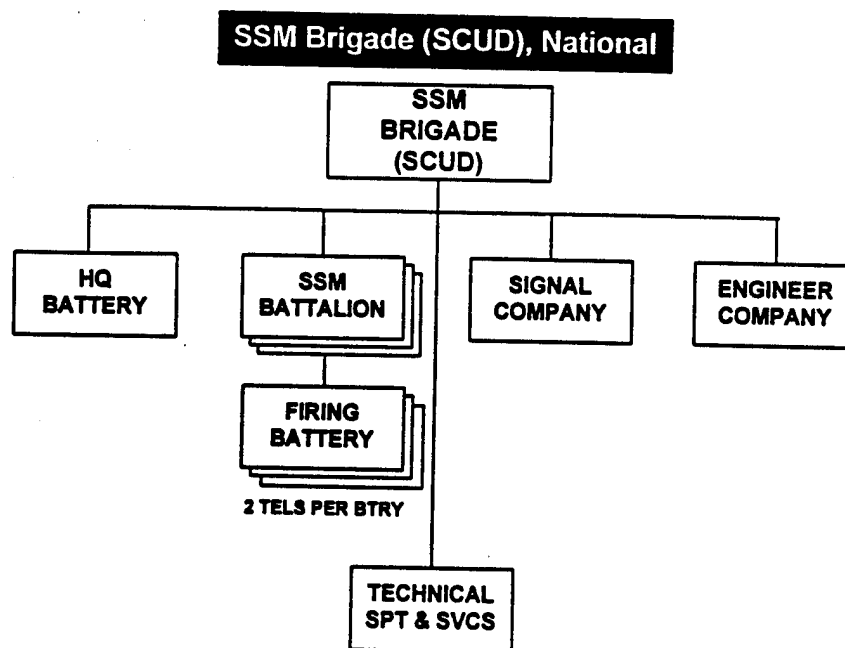 SSM Brigade (SCUD), National
SSM
BRIGADE
(SCUD)
HQ
BATTERY
SSM
BATTALION
SIGNAL
COMPANY
ENGINEER
COMPANY
FIRING
BATTERY
2 TELS PER BTRY
TECHNICAL
SPT & SVCS